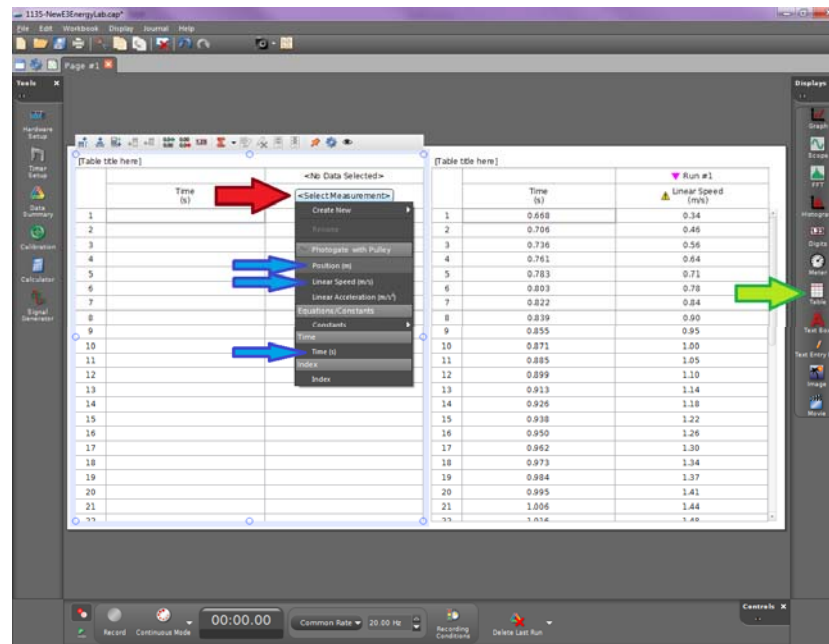 1135-NewE3EnergyLab.cap*
File Edit Workbook Display Journal Help
Page #1
Tools
Hardware Setup
Timer Setup
Data Summary
Calibration
Calculator
Signal Generator
[Table title here]
<No Data Selected>
Time (s)
<Select Measurement>
Create New
Rename
Photogate with Pulley
Position (m)
Linear Speed (m/s)
Linear Acceleration (m/s²)
Equations/Constants
Constants
Time
Time (s)
Index
Index
1
2
3
4
5
6
7
8
9
10
11
12
13
14
15
16
17
18
19
20
21
22
[Table title here]
Run #1
Time (s) Linear Speed (m/s)
1 0.668 0.34
2 0.706 0.46
3 0.736 0.56
4 0.761 0.64
5 0.783 0.71
6 0.803 0.78
7 0.822 0.84
8 0.839 0.90
9 0.855 0.95
10 0.871 1.00
11 0.885 1.05
12 0.899 1.10
13 0.913 1.14
14 0.926 1.18
15 0.938 1.22
16 0.950 1.26
17 0.962 1.30
18 0.973 1.34
19 0.984 1.37
20 0.995 1.41
21 1.006 1.44
22 1.016 1.48
Displays
Graph
Scope
FFT
Histogra
Digits
Meter
Table
Text Box
Text Entry
Image
Movie
Record
Continuous Mode
00:00.00
Common Rate
20.00 Hz
Recording Conditions
Delete Last Run
Controls